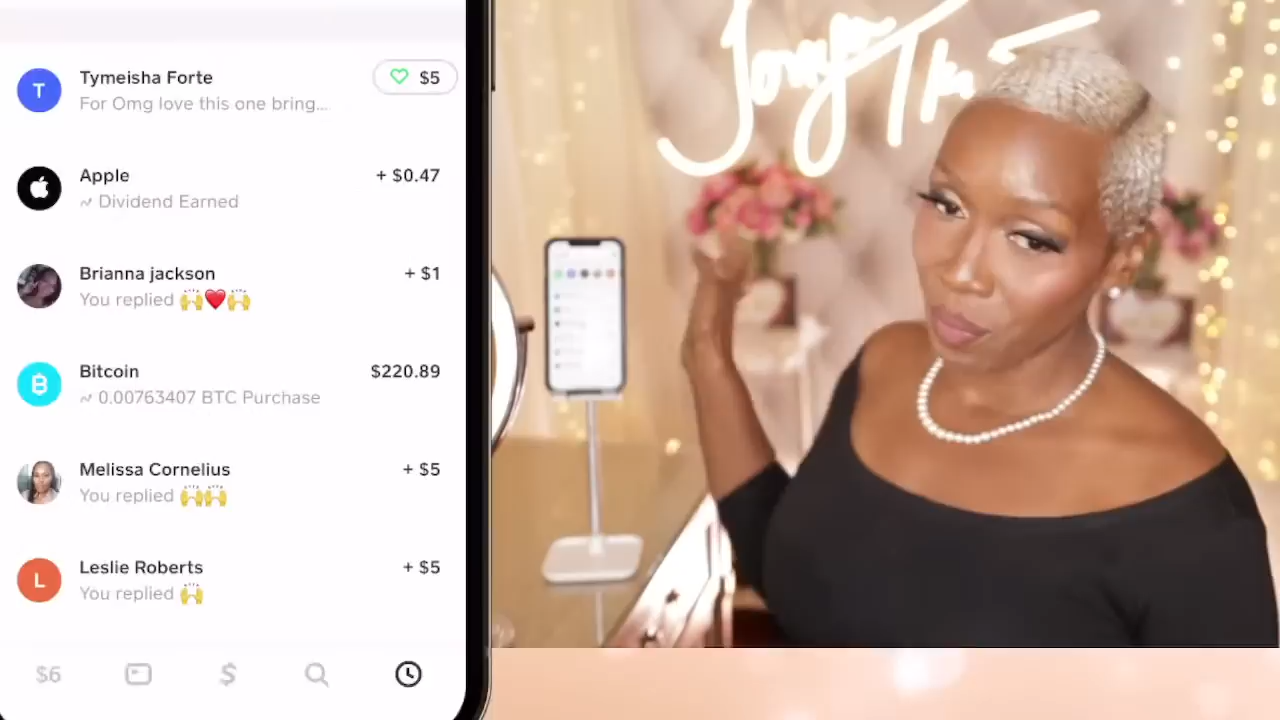 Tymeisha Forte
$5
For Omg love this one bring...
Apple
+ $0.47
Dividend Earned
Brianna jackson
+ $1
You replied 🙌❤️🙌
Bitcoin
$220.89
0.00763407 BTC Purchase
Melissa Cornelius
+ $5
You replied 🙌🙌
Leslie Roberts
+ $5
You replied 🙌
$6